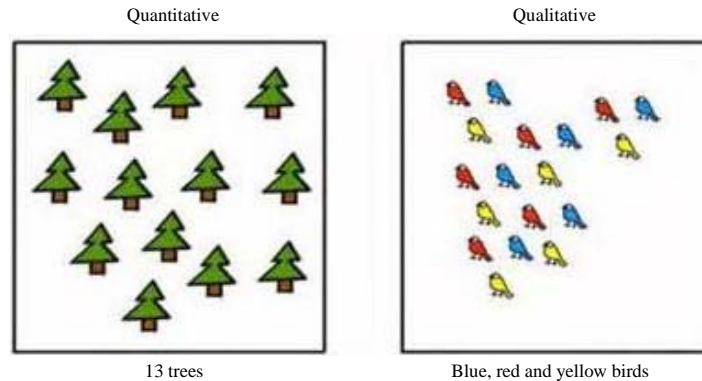 Quantitative
Qualitative
13 trees
Blue, red and yellow birds